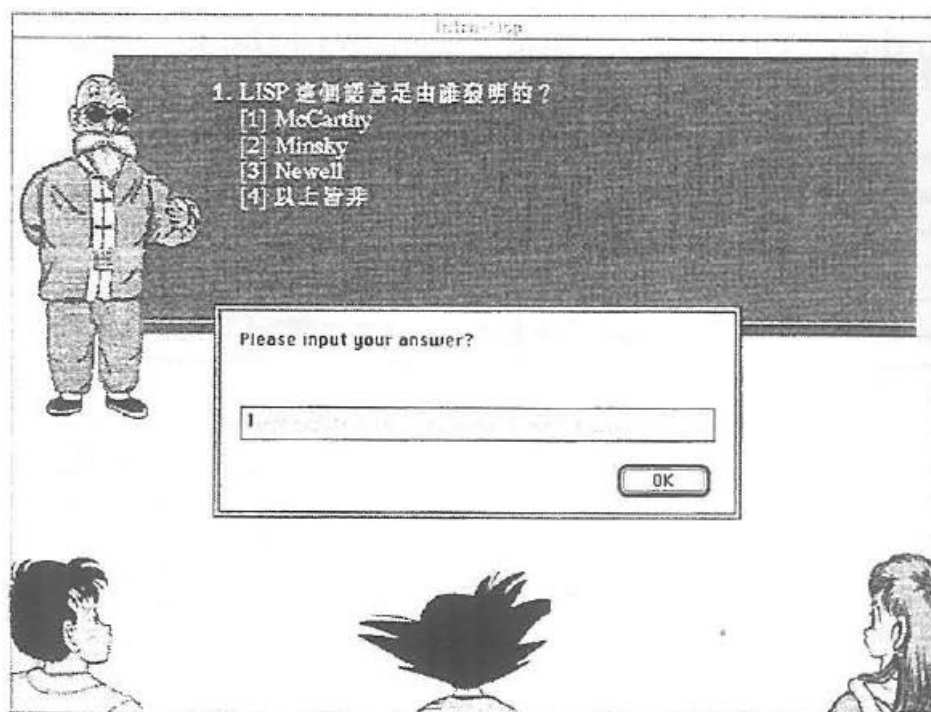 Intro-lisp
1. LISP 這個語言是由誰發明的？
[1] McCarthy
[2] Minsky
[3] Newell
[4] 以上皆非
Please input your answer?
1
OK